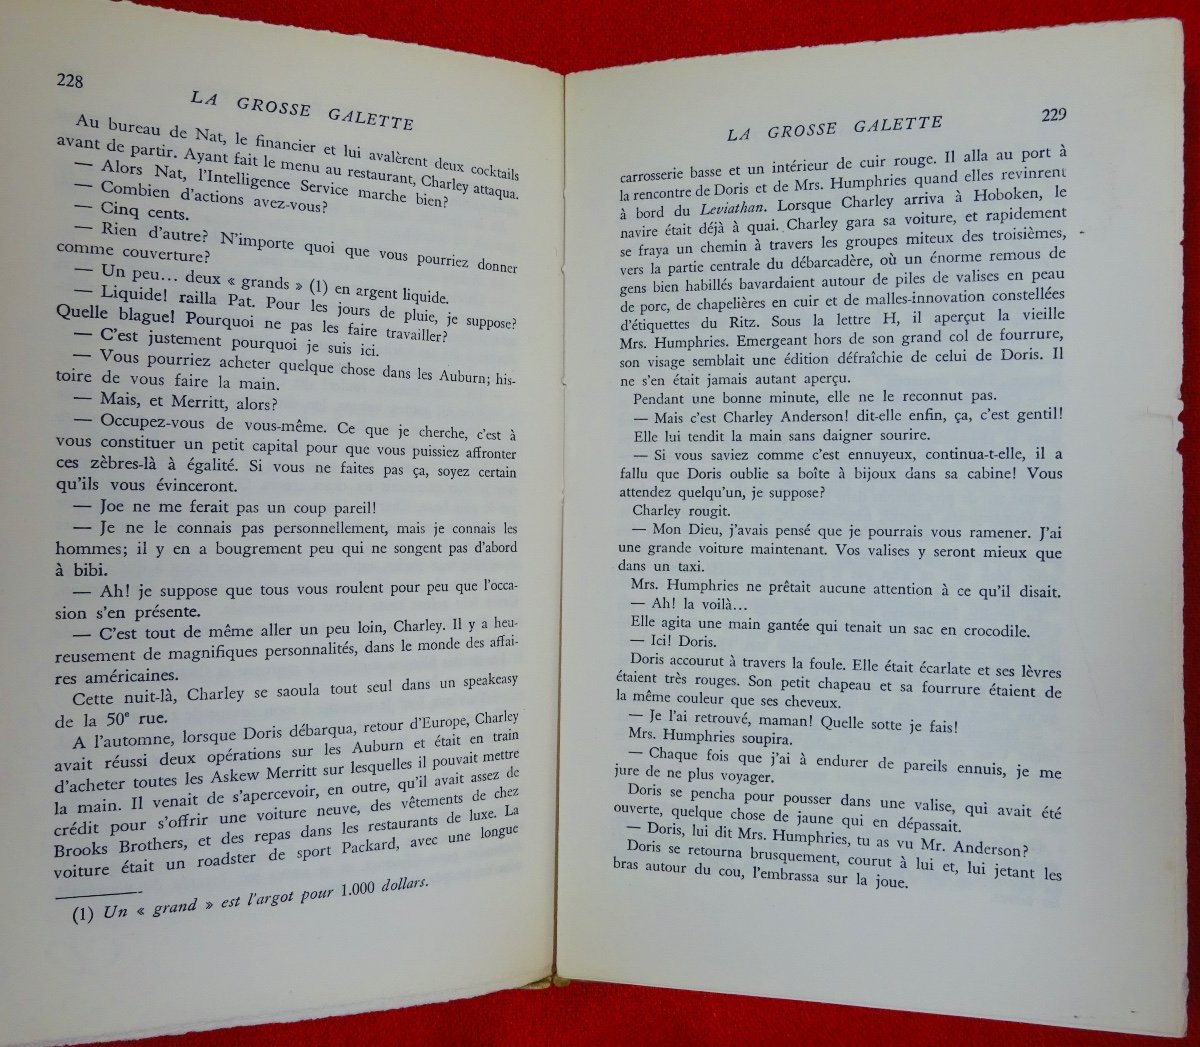 228
LA GROSSE GALETTE
Au bureau de Nat, le financier et lui avalèrent deux cocktails
avant de partir. Ayant fait le menu au restaurant, Charley attaqua.
— Alors Nat, l'Intelligence Service marche bien?
— Combien d'actions avez-vous?
— Cinq cents.
— Rien d'autre? N'importe quoi que vous pourriez donner
comme couverture?
— Un peu... deux « grands » (1) en argent liquide.
— Liquide! railla Pat. Pour les jours de pluie, je suppose?
Quelle blague! Pourquoi ne pas les faire travailler?
— C'est justement pourquoi je suis ici.
— Vous pourriez acheter quelque chose dans les Auburn; his-
toire de vous faire la main.
— Mais, et Merritt, alors?
— Occupez-vous de vous-même. Ce que je cherche, c'est à
vous constituer un petit capital pour que vous puissiez affronter
ces zèbres-là à égalité. Si vous ne faites pas ça, soyez certain
qu'ils vous évinceront.
— Joe ne me ferait pas un coup pareil!
— Je ne le connais pas personnellement, mais je connais les
hommes; il y en a bougrement peu qui ne songent pas d'abord
à bibi.
— Ah! je suppose que tous vous roulent pour peu que l'occa-
sion s'en présente.
— C'est tout de même aller un peu loin, Charley. Il y a heu-
reusement de magnifiques personnalités, dans le monde des affai-
res américaines.
Cette nuit-là, Charley se saoula tout seul dans un speakeasy
de la 50e rue.
A l'automne, lorsque Doris débarqua, retour d'Europe, Charley
avait réussi deux opérations sur les Auburn et était en train
d'acheter toutes les Askew Merritt sur lesquelles il pouvait mettre
la main. Il venait de s'apercevoir, en outre, qu'il avait assez de
crédit pour s'offrir une voiture neuve, des vêtements de chez
Brooks Brothers, et des repas dans les restaurants de luxe. La
voiture était un roadster de sport Packard, avec une longue
(1) Un « grand » est l'argot pour 1.000 dollars.
LA GROSSE GALETTE
229
carrosserie basse et un intérieur de cuir rouge. Il alla au port à
la rencontre de Doris et de Mrs. Humphries quand elles revinrent
à bord du Leviathan. Lorsque Charley arriva à Hoboken, le
navire était déjà à quai. Charley gara sa voiture, et rapidement
se fraya un chemin à travers les groupes miteux des troisièmes,
vers la partie centrale du débarcadère, où un énorme remous de
gens bien habillés bavardaient autour de piles de valises en peau
de porc, de chapelières en cuir et de malles-innovation constellées
d'étiquettes du Ritz. Sous la lettre H, il aperçut la vieille
Mrs. Humphries. Emergeant hors de son grand col de fourrure,
son visage semblait une édition défraîchie de celui de Doris. Il
ne s'en était jamais autant aperçu.
Pendant une bonne minute, elle ne le reconnut pas.
— Mais c'est Charley Anderson! dit-elle enfin, ça, c'est gentil!
Elle lui tendit la main sans daigner sourire.
— Si vous saviez comme c'est ennuyeux, continua-t-elle, il a
fallu que Doris oublie sa boîte à bijoux dans sa cabine! Vous
attendez quelqu'un, je suppose?
Charley rougit.
— Mon Dieu, j'avais pensé que je pourrais vous ramener. J'ai
une grande voiture maintenant. Vos valises y seront mieux que
dans un taxi.
Mrs. Humphries ne prêtait aucune attention à ce qu'il disait.
— Ah! la voilà...
Elle agita une main gantée qui tenait un sac en crocodile.
— Ici! Doris.
Doris accourut à travers la foule. Elle était écarlate et ses lèvres
étaient très rouges. Son petit chapeau et sa fourrure étaient de
la même couleur que ses cheveux.
— Je l'ai retrouvé, maman! Quelle sotte je fais!
Mrs. Humphries soupira.
— Chaque fois que j'ai à endurer de pareils ennuis, je me
jure de ne plus voyager.
Doris se pencha pour pousser dans une valise, qui avait été
ouverte, quelque chose de jaune qui en dépassait.
— Doris, lui dit Mrs. Humphries, tu as vu Mr. Anderson?
Doris se retourna brusquement, courut à lui et, lui jetant les
bras autour du cou, l'embrassa sur la joue.